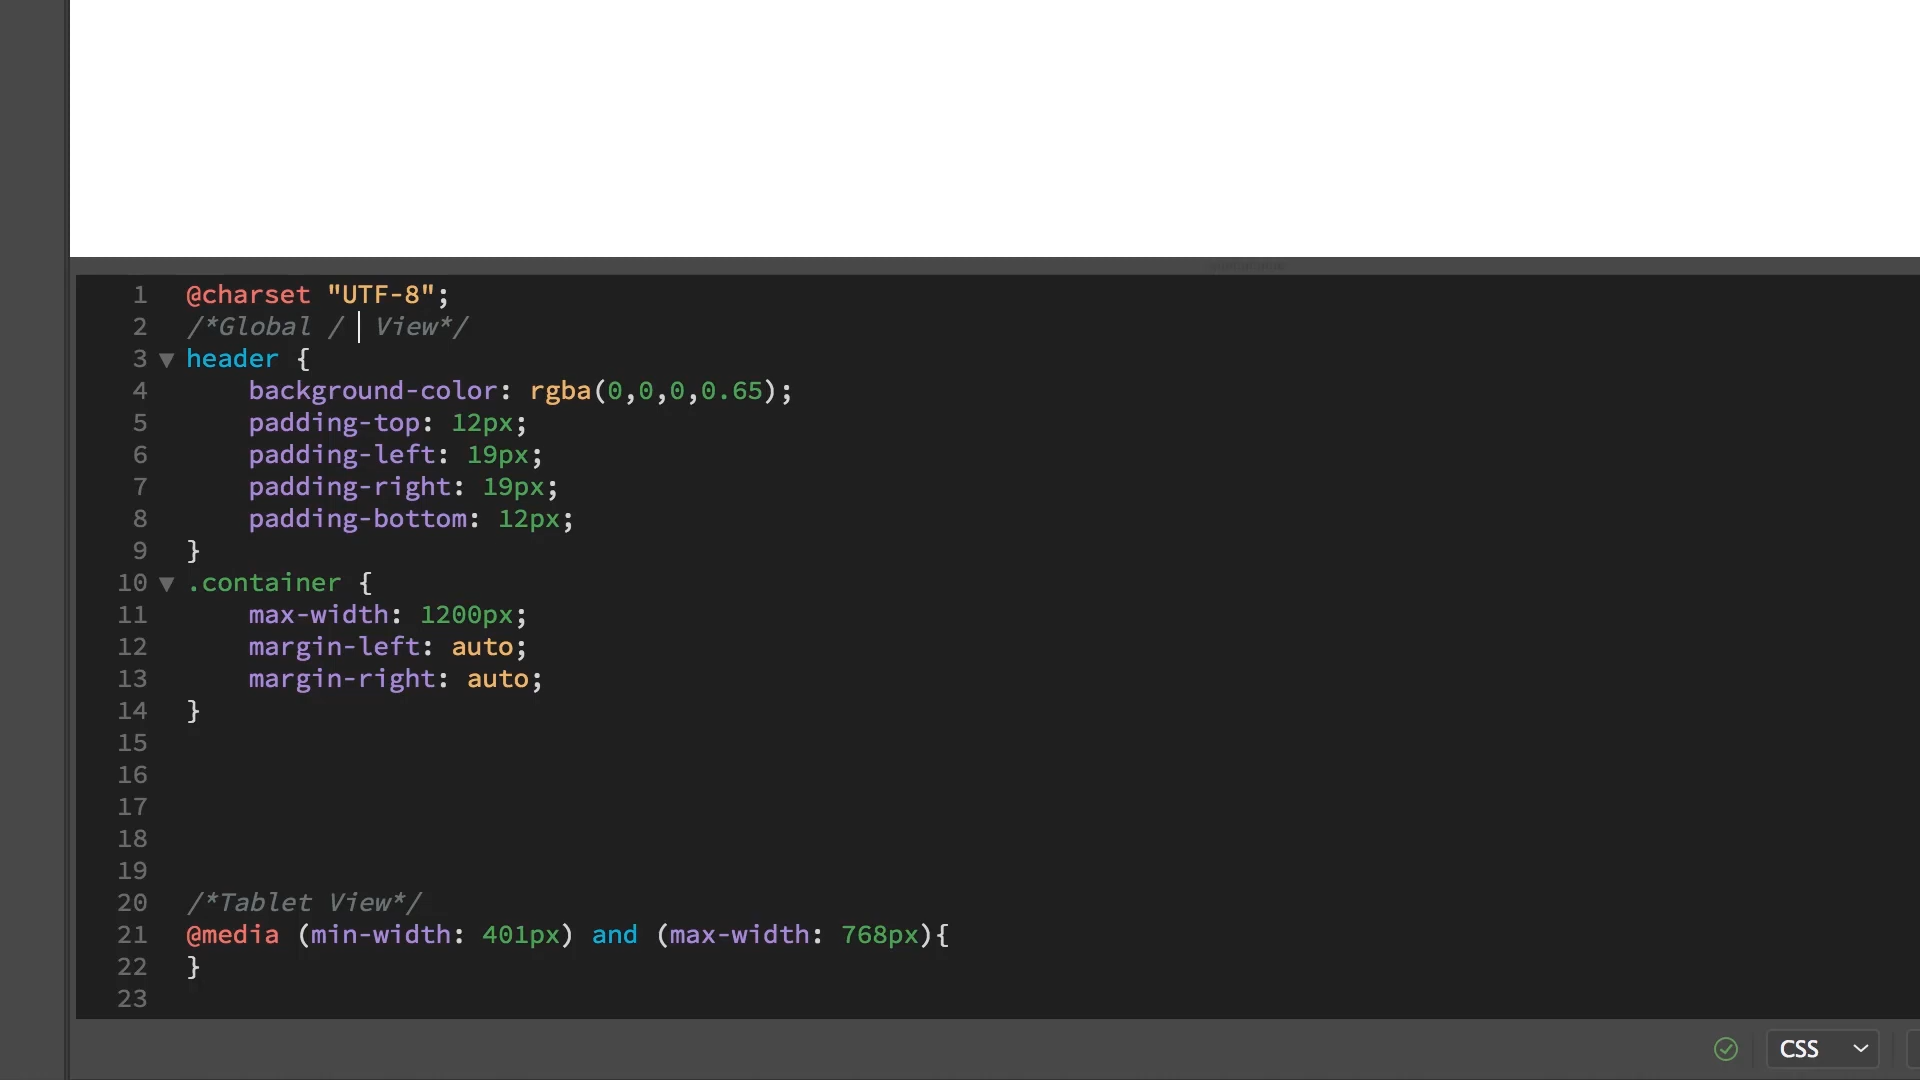 1 @charset "UTF-8";
2 /*Global / View*/
3 header {
4 background-color: rgba(0,0,0,0.65);
5 padding-top: 12px;
6 padding-left: 19px;
7 padding-right: 19px;
8 padding-bottom: 12px;
9 }
10 .container {
11 max-width: 1200px;
12 margin-left: auto;
13 margin-right: auto;
14 }
15
16
17
18
19
20 /*Tablet View*/
21 @media (min-width: 401px) and (max-width: 768px){
22 }
23
CSS